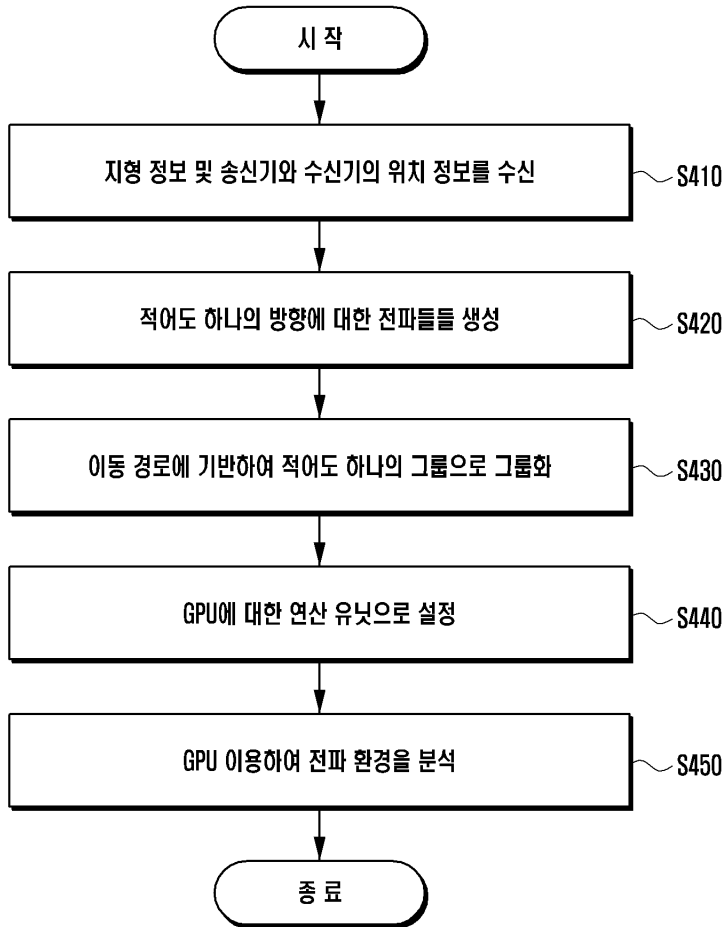 시 작
지형 정보 및 송신기와 수신기의 위치 정보를 수신
S410
적어도 하나의 방향에 대한 전파들들 생성
S420
이동 경로에 기반하여 적어도 하나의 그룹으로 그룹화
S430
GPU에 대한 연산 유닛으로 설정
S440
GPU 이용하여 전파 환경을 분석
S450
종 료